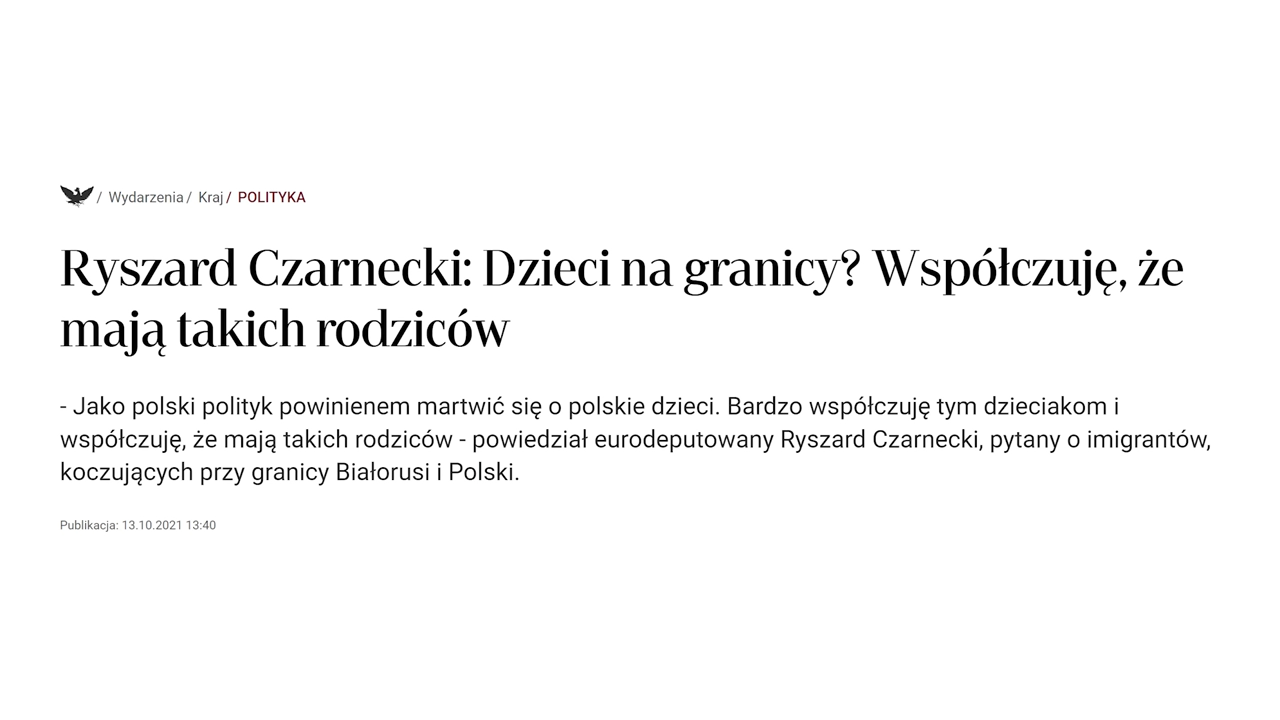 / Wydarzenia / Kraj / POLITYKA
Ryszard Czarnecki: Dzieci na granicy? Współczuję, że
mają takich rodziców
- Jako polski polityk powinienem martwić się o polskie dzieci. Bardzo współczuję tym dzieciakom i
współczuję, że mają takich rodziców - powiedział eurodeputowany Ryszard Czarnecki, pytany o imigrantów,
koczujących przy granicy Białorusi i Polski.
Publikacja: 13.10.2021 13:40